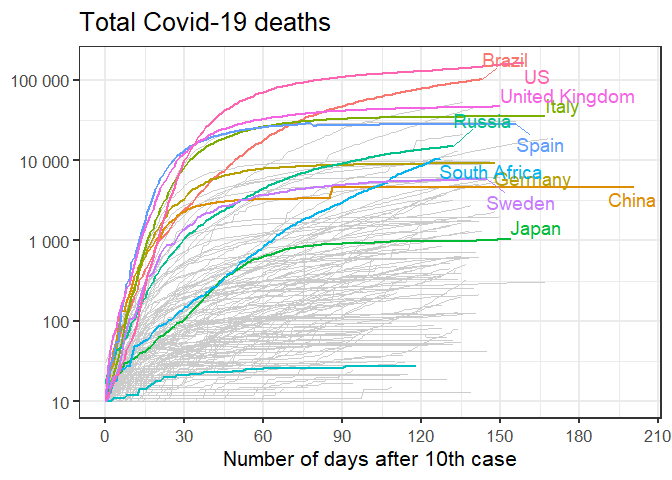 Total Covid-19 deaths
100 000
10 000
1 000
100
10
Brazil
US
United Kingdom
Italy
Russia
Spain
South Africa
Germany
Sweden
China
Japan
0 30 60 90 120 150 180 210
Number of days after 10th case